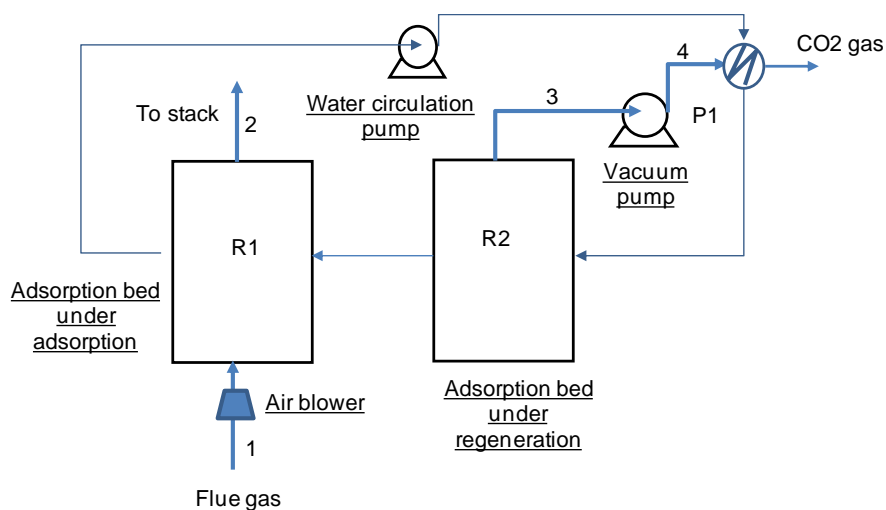 4
CO2 gas
3
To stack
2
Water circulation
pump
P1
Vacuum
pump
R1
R2
Adsorption bed
under
adsorption
Air blower
Adsorption bed
under
regeneration
1
Flue gas